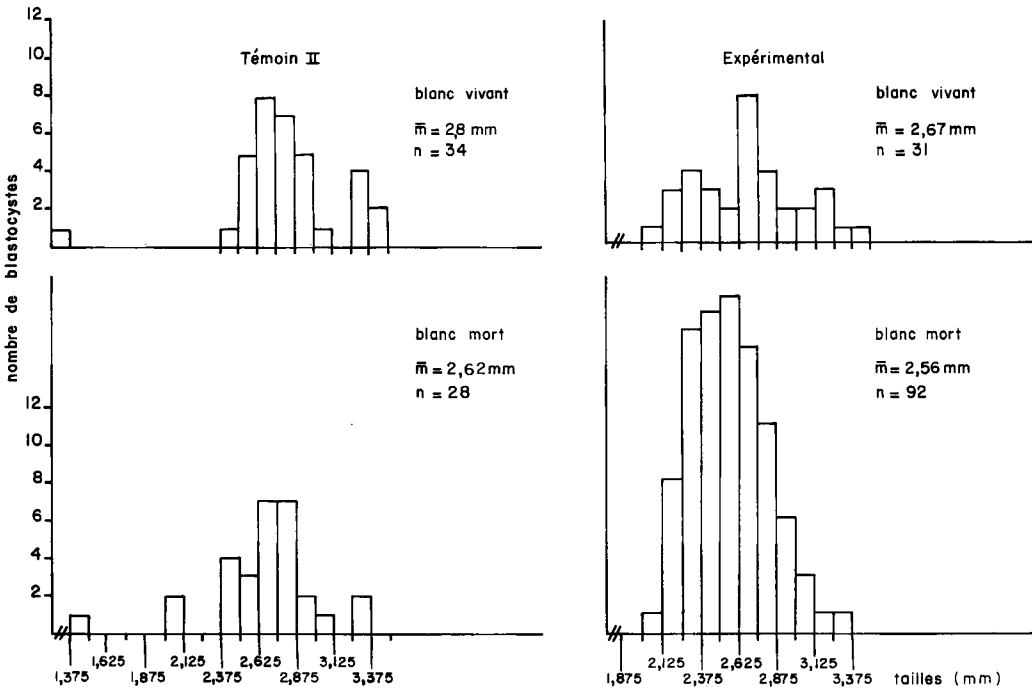 nombre de blastocystes
12
10
8
6
4
2
Témoin II
blanc vivant
m̄ = 2,8 mm
n = 34
Expérimental
blanc vivant
m̄ = 2,67 mm
n = 31
12
10
8
6
4
2
blanc mort
m̄ = 2,62 mm
n = 28
blanc mort
m̄ = 2,56 mm
n = 92
1,625 2,125 2,625 3,125
1,375 1,875 2,375 2,875 3,375
2,125 2,625 3,125
1,875 2,375 2,875 3,375 tailles (mm)